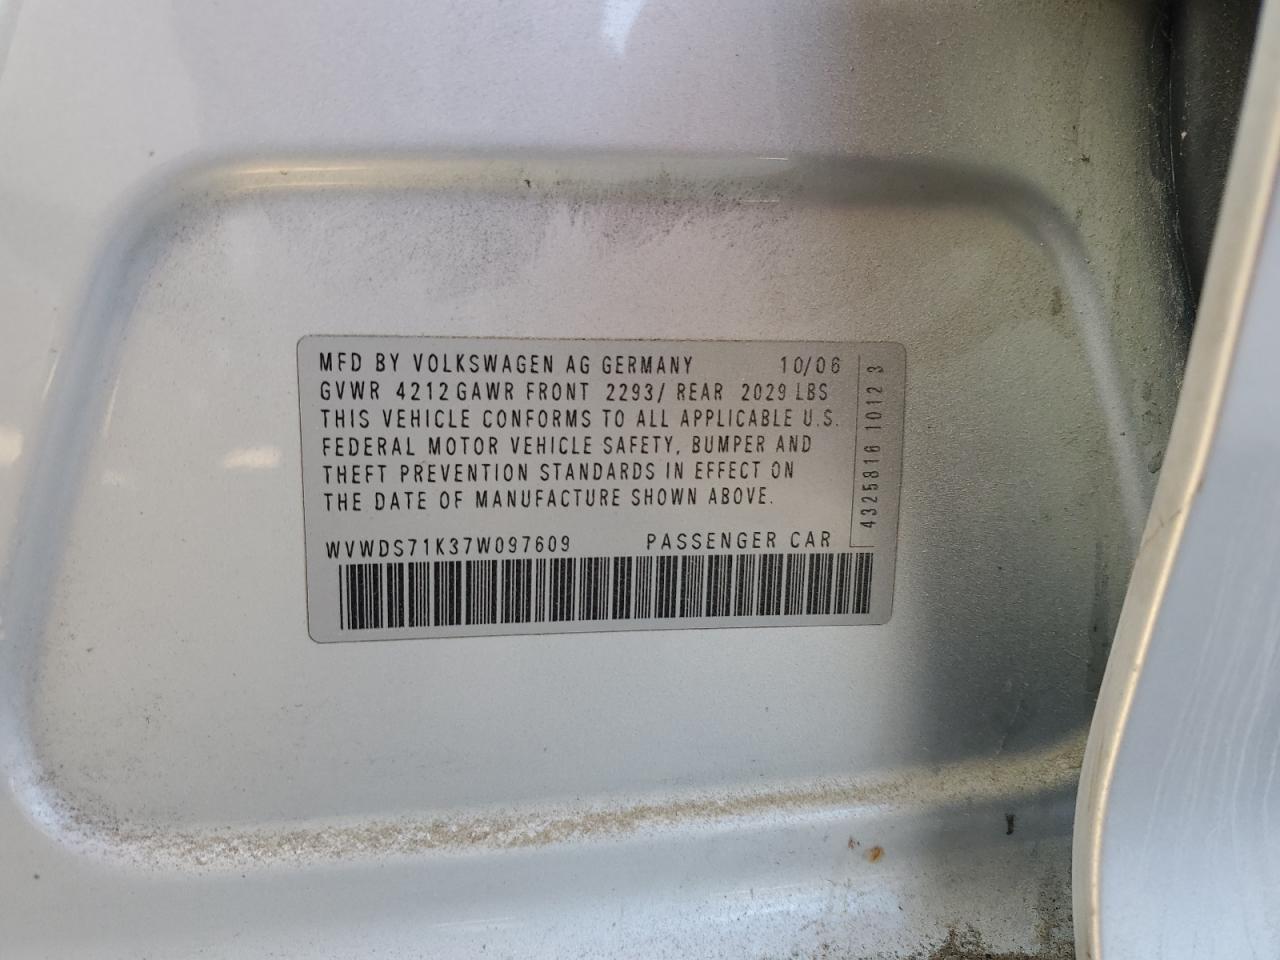 MFD BY VOLKSWAGEN AG GERMANY 10/06
GVWR 4212 GAWR FRONT 2293/ REAR 2029 LBS
THIS VEHICLE CONFORMS TO ALL APPLICABLE U.S.
FEDERAL MOTOR VEHICLE SAFETY, BUMPER AND
THEFT PREVENTION STANDARDS IN EFFECT ON
THE DATE OF MANUFACTURE SHOWN ABOVE.
WVWDS71K37W097609 PASSENGER CAR
4325816 1012 3